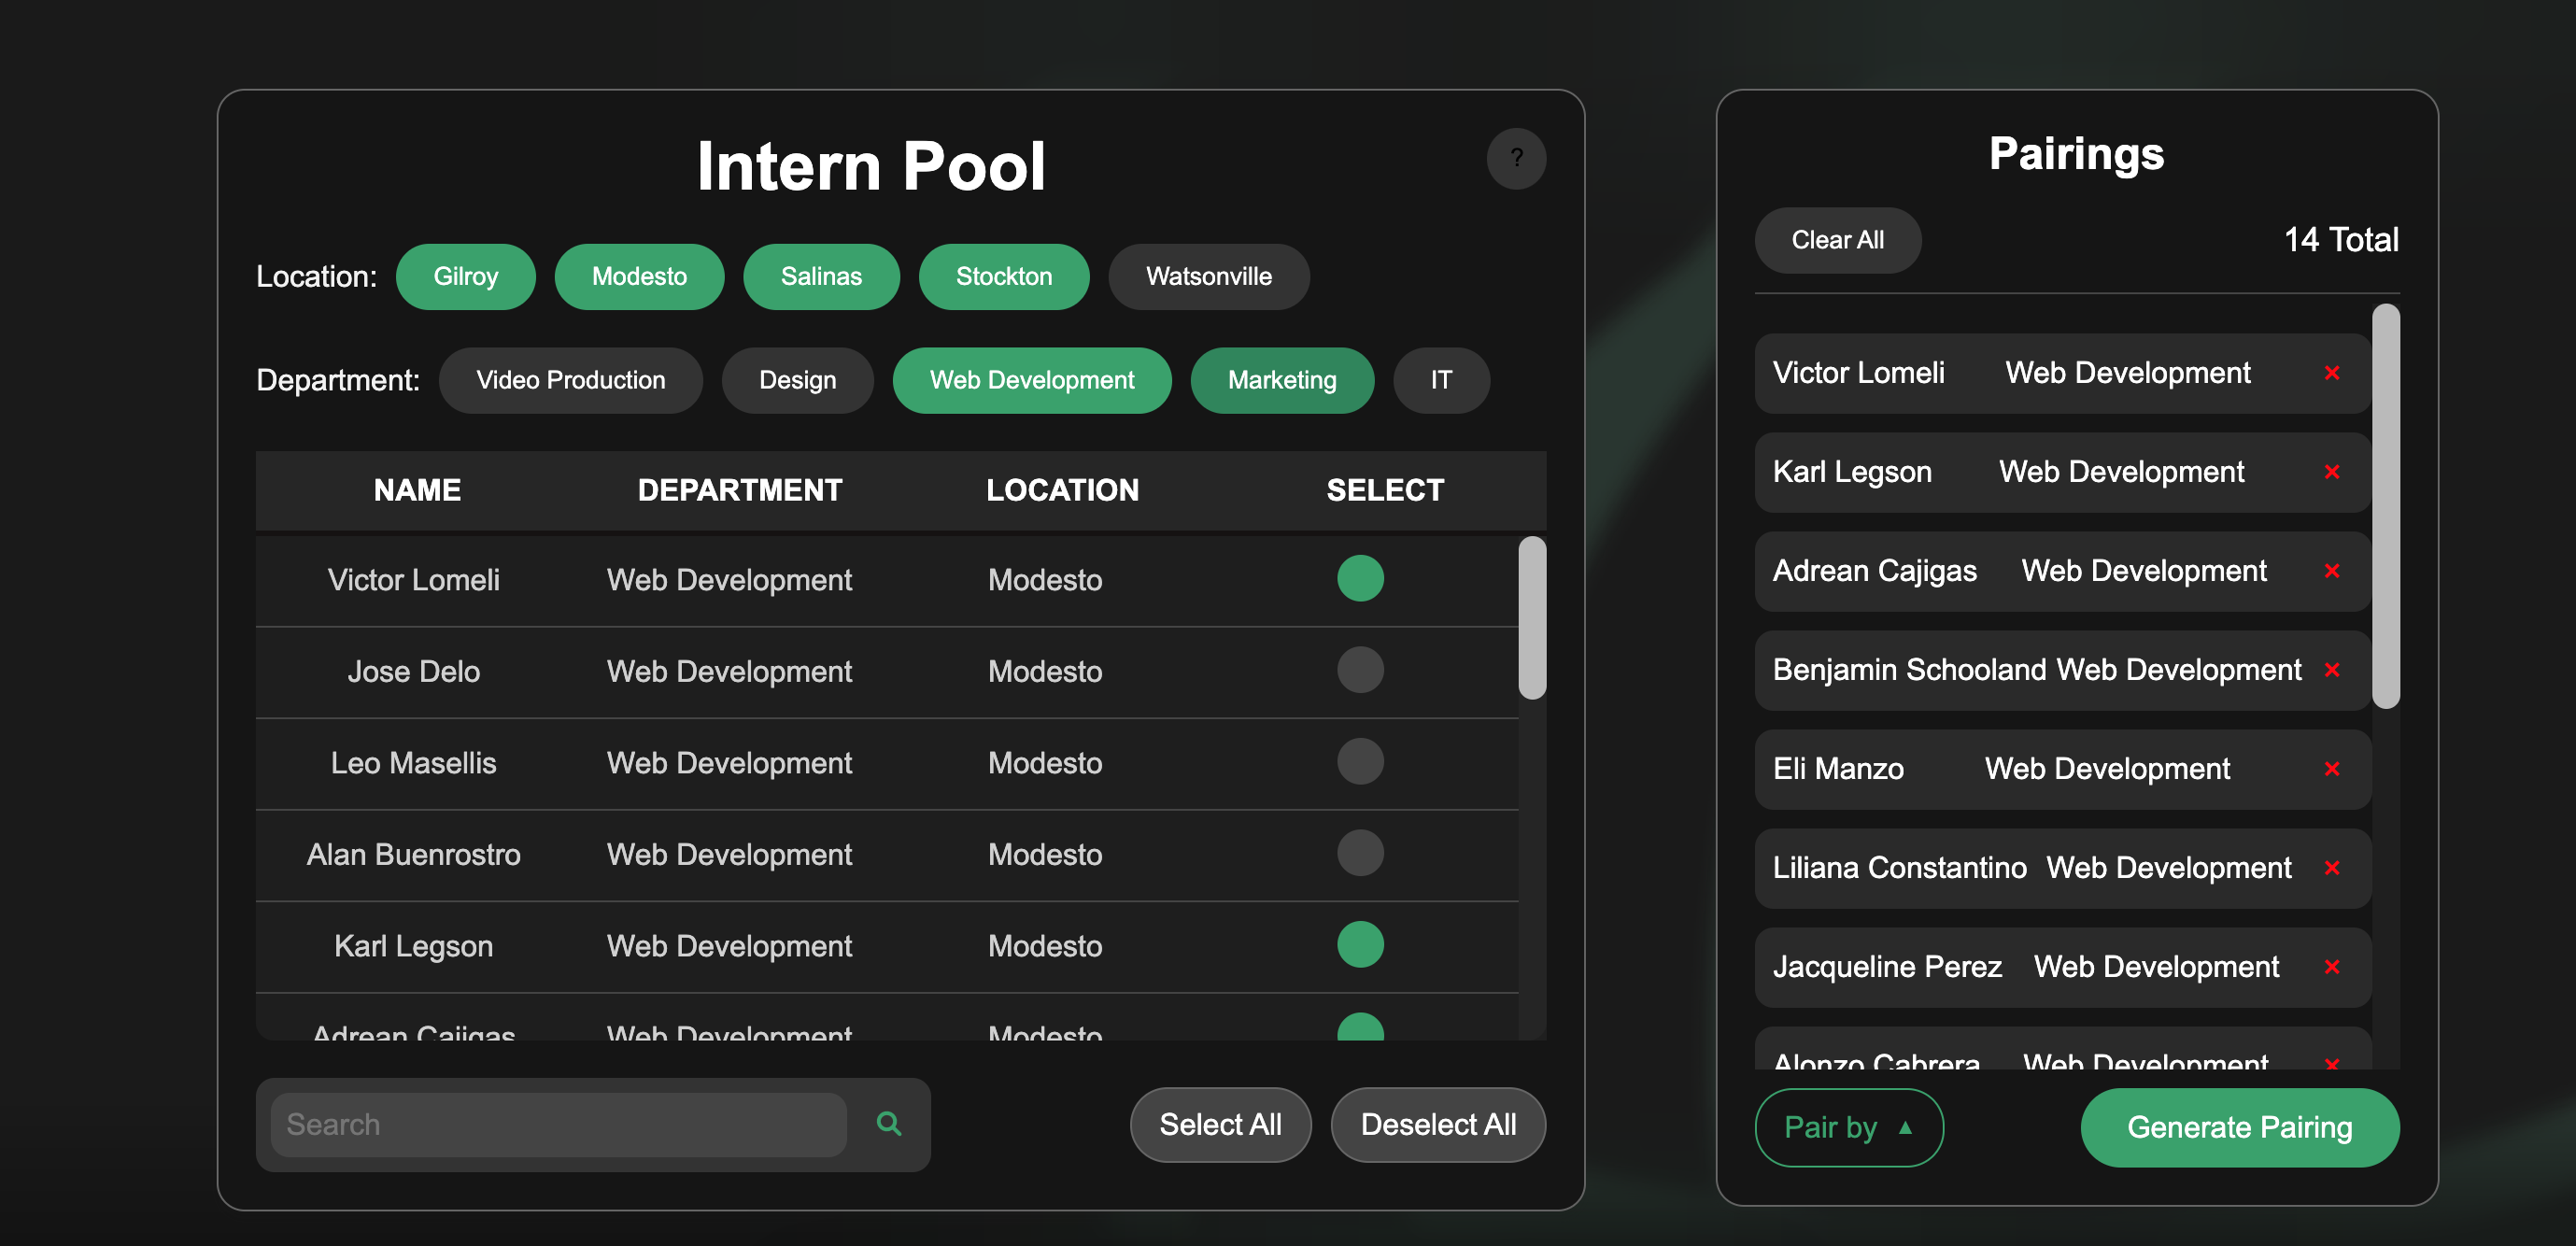 Intern Pool
?
Location: Gilroy Modesto Salinas Stockton Watsonville
Department: Video Production Design Web Development Marketing IT
NAME DEPARTMENT LOCATION SELECT
Victor Lomeli Web Development Modesto
Jose Delo Web Development Modesto
Leo Masellis Web Development Modesto
Alan Buenrostro Web Development Modesto
Karl Legson Web Development Modesto
Adrean Cajigas Web Development Modesto
Search
Select All Deselect All
Pairings
Clear All 14 Total
Victor Lomeli Web Development ×
Karl Legson Web Development ×
Adrean Cajigas Web Development ×
Benjamin Schooland Web Development ×
Eli Manzo Web Development ×
Liliana Constantino Web Development ×
Jacqueline Perez Web Development ×
Alonzo Cabrera Web Development ×
Pair by ▲ Generate Pairing